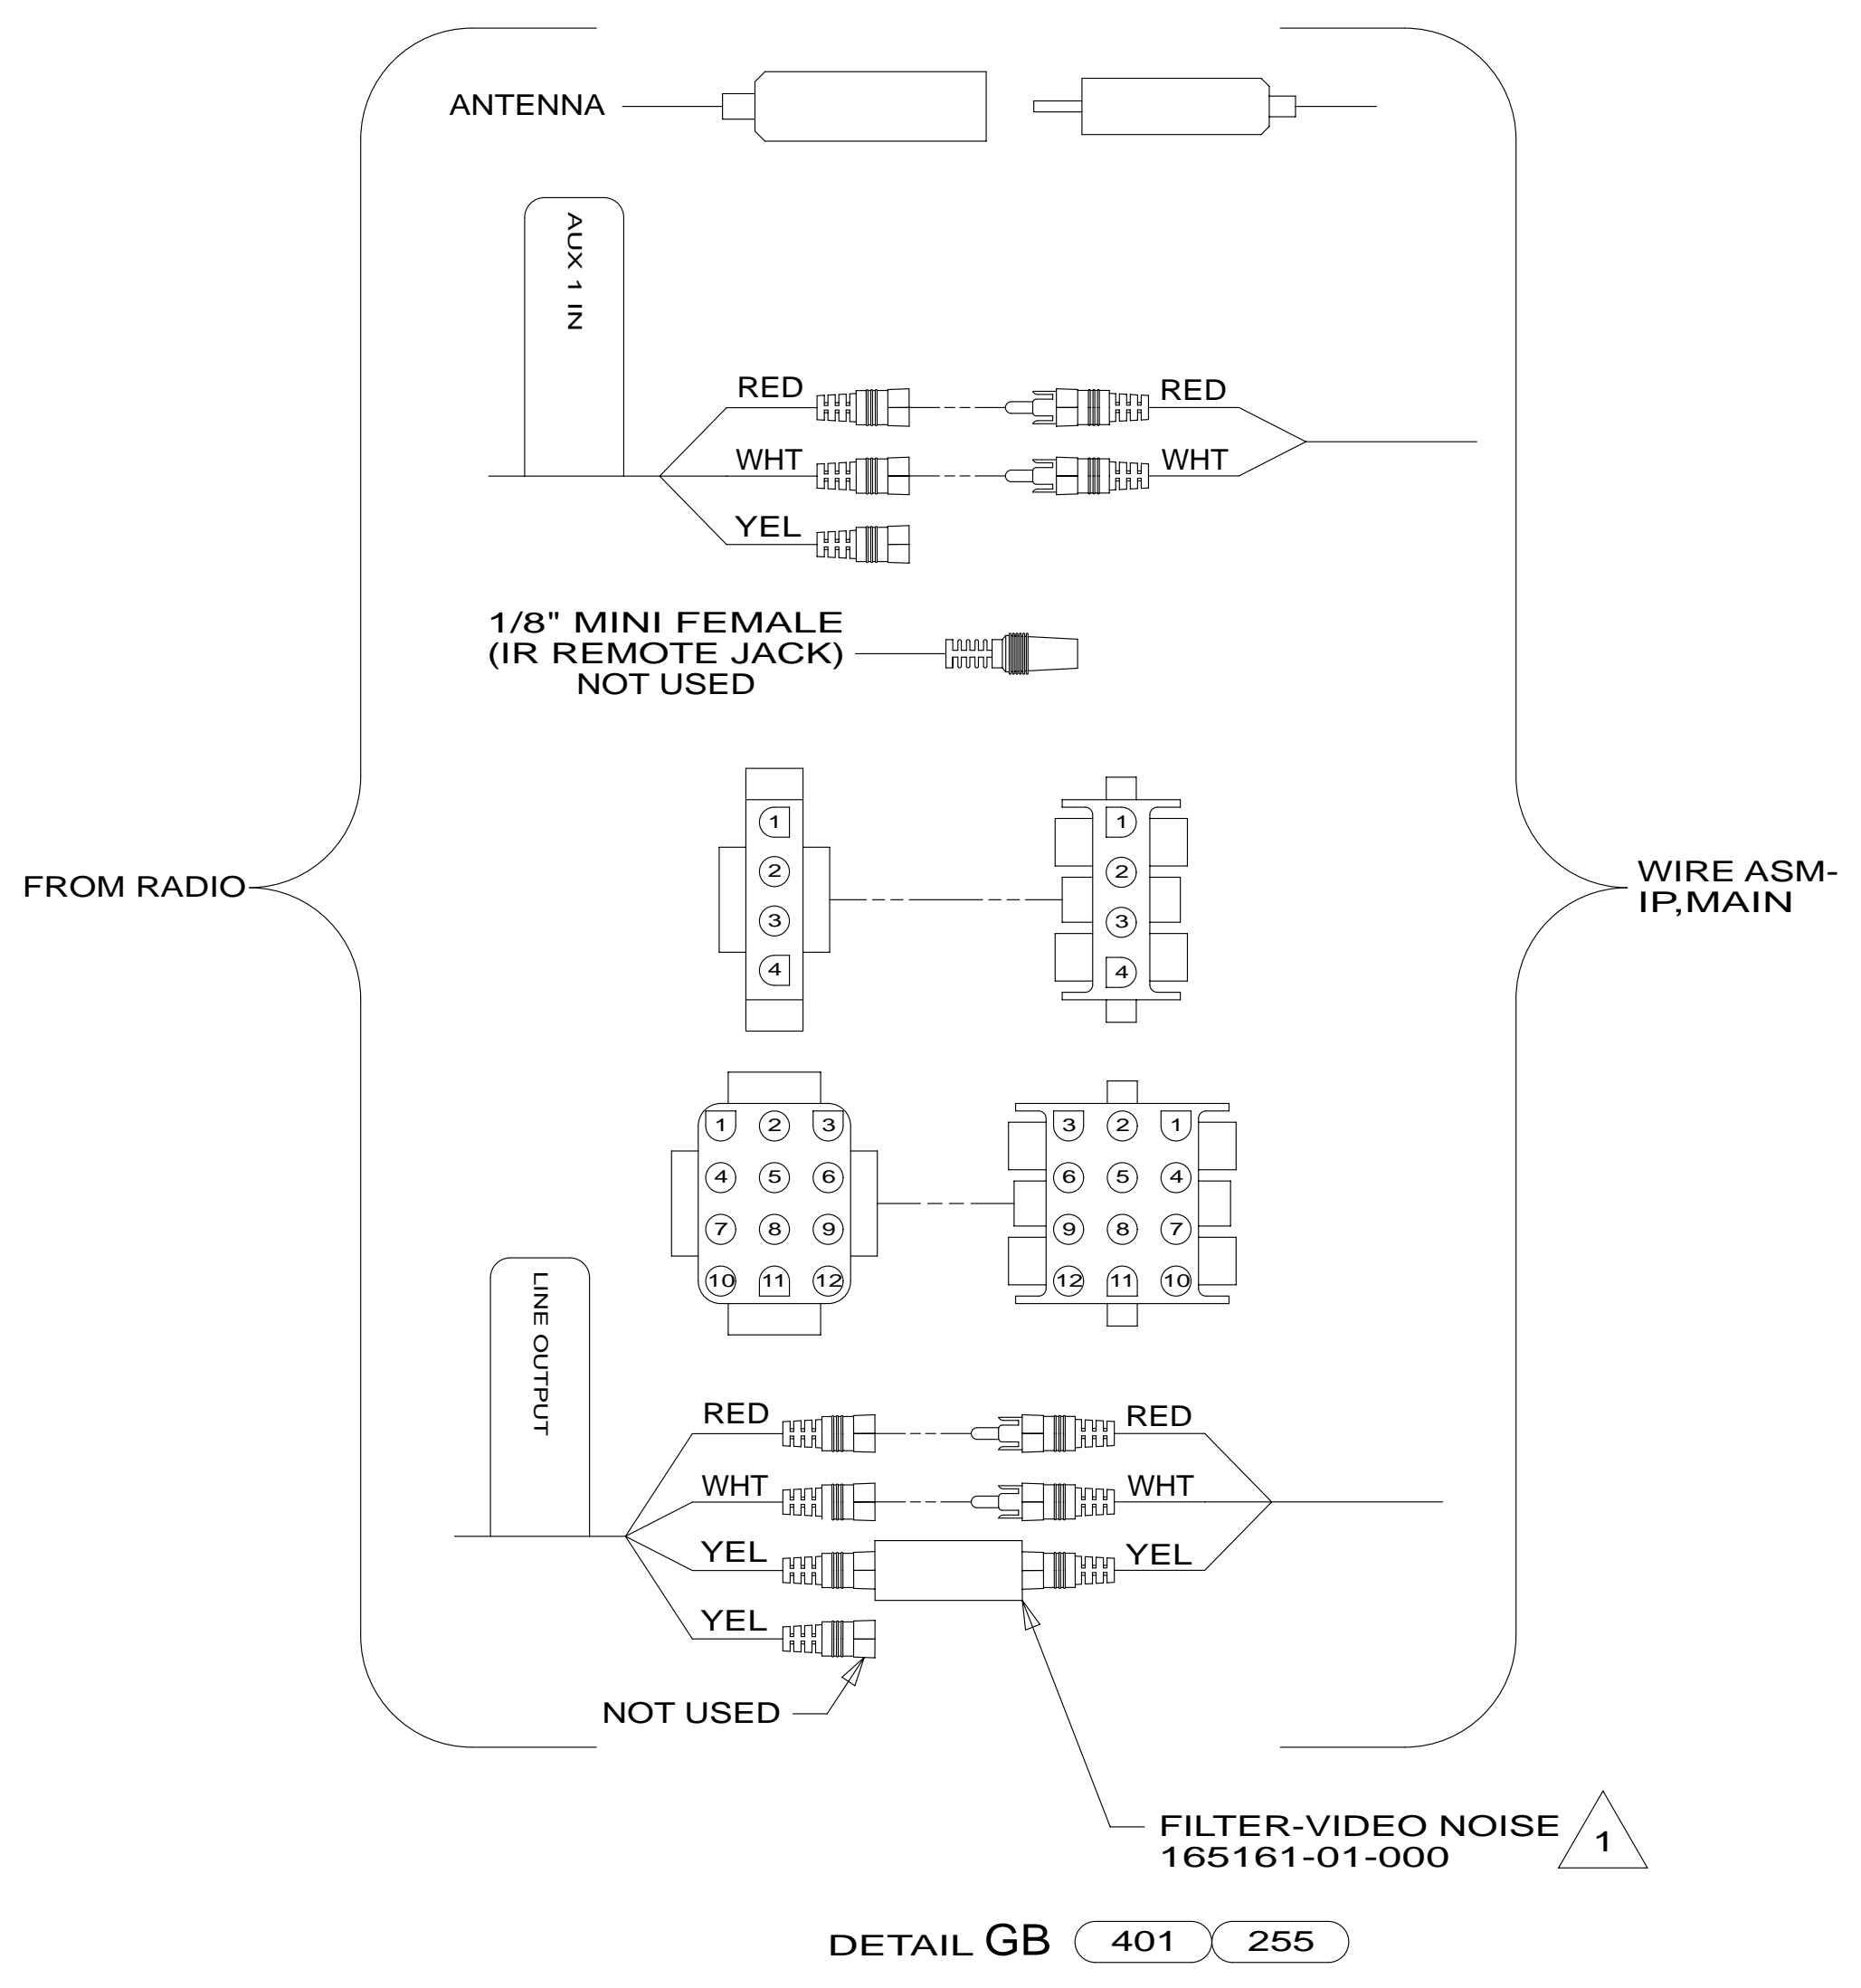 ANTENNA
AUX 1 IN
RED
RED
WHT
WHT
YEL
1/8" MINI FEMALE
(IR REMOTE JACK)
NOT USED
1
1
2
2
3
3
4
4
FROM RADIO
WIRE ASM-
IP,MAIN
1 2 3
3 2 1
4 5 6
6 5 4
7 8 9
9 8 7
10 11 12
12 11 10
LINE OUTPUT
RED
RED
WHT
WHT
YEL
YEL
YEL
NOT USED
FILTER-VIDEO NOISE
165161-01-000
1
DETAIL GB 401 255